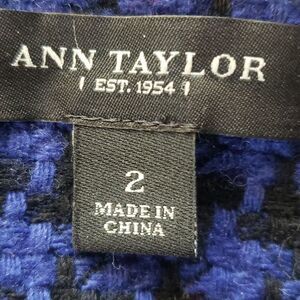 ANN TAYLOR
EST. 1954
2
MADE IN
CHINA